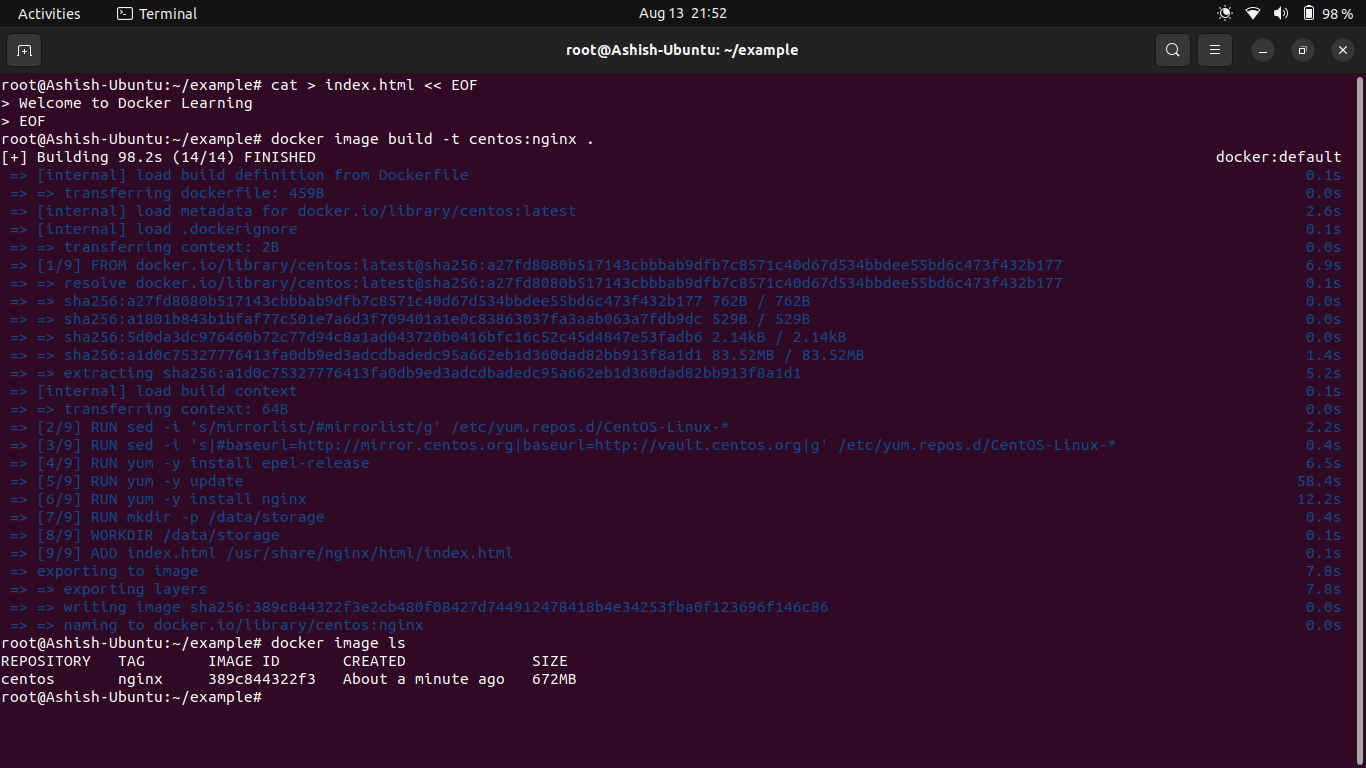 Activities Terminal Aug 13 21:52 98 %
root@Ashish-Ubuntu: ~/example
root@Ashish-Ubuntu:~/example# cat > index.html << EOF
> Welcome to Docker Learning
> EOF
root@Ashish-Ubuntu:~/example# docker image build -t centos:nginx .
[+] Building 98.2s (14/14) FINISHED docker:default
=> [internal] load build definition from Dockerfile 0.1s
=> => transferring dockerfile: 459B 0.0s
=> [internal] load metadata for docker.io/library/centos:latest 2.6s
=> [internal] load .dockerignore 0.1s
=> => transferring context: 2B 0.0s
=> [1/9] FROM docker.io/library/centos:latest@sha256:a27fd8080b517143cbbbab9dfb7c8571c40d67d534bbdee55bd6c473f432b177 6.9s
=> => resolve docker.io/library/centos:latest@sha256:a27fd8080b517143cbbbab9dfb7c8571c40d67d534bbdee55bd6c473f432b177 0.1s
=> => sha256:a27fd8080b517143cbbbab9dfb7c8571c40d67d534bbdee55bd6c473f432b177 762B / 762B 0.0s
=> => sha256:a1801b843b1bfaf77c501e7a6d3f709401a1e0c83863037fa3aab063a7fdb9dc 529B / 529B 0.0s
=> => sha256:5d0da3dc976460b72c77d94c8a1ad043720b0416bfc16c52c45d4847e53fadb6 2.14kB / 2.14kB 0.0s
=> => sha256:a1d0c75327776413fa0db9ed3adcdbadedc95a662eb1d360dad82bb913f8a1d1 83.52MB / 83.52MB 1.4s
=> => extracting sha256:a1d0c75327776413fa0db9ed3adcdbadedc95a662eb1d360dad82bb913f8a1d1 5.2s
=> [internal] load build context 0.1s
=> => transferring context: 64B 0.0s
=> [2/9] RUN sed -i 's/mirrorlist/#mirrorlist/g' /etc/yum.repos.d/CentOS-Linux-* 2.2s
=> [3/9] RUN sed -i 's|#baseurl=http://mirror.centos.org|baseurl=http://vault.centos.org|g' /etc/yum.repos.d/CentOS-Linux-* 0.4s
=> [4/9] RUN yum -y install epel-release 6.5s
=> [5/9] RUN yum -y update 58.4s
=> [6/9] RUN yum -y install nginx 12.2s
=> [7/9] RUN mkdir -p /data/storage 0.4s
=> [8/9] WORKDIR /data/storage 0.1s
=> [9/9] ADD index.html /usr/share/nginx/html/index.html 0.1s
=> exporting to image 7.8s
=> => exporting layers 7.8s
=> => writing image sha256:389c844322f3e2cb480f08427d744912478418b4e34253fba0f123696f146c86 0.0s
=> => naming to docker.io/library/centos:nginx 0.0s
root@Ashish-Ubuntu:~/example# docker image ls
REPOSITORY TAG IMAGE ID CREATED SIZE
centos nginx 389c844322f3 About a minute ago 672MB
root@Ashish-Ubuntu:~/example#